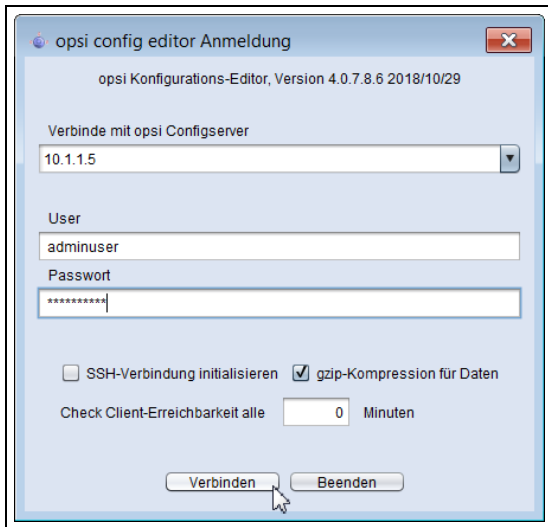 opsi config editor Anmeldung
opsi Konfigurations-Editor, Version 4.0.7.8.6 2018/10/29
Verbinde mit opsi Configserver
10.1.1.5
User
adminuser
Passwort
**********
SSH-Verbindung initialisieren gzip-Kompression für Daten
Check Client-Erreichbarkeit alle 0 Minuten
Verbinden Beenden